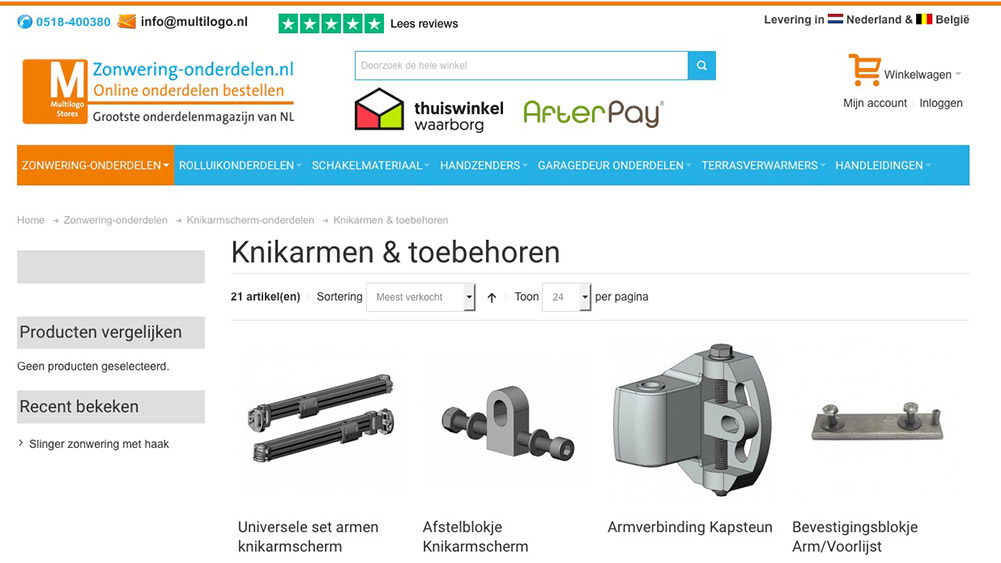 0518-400380 info@multilogo.nl Lees reviews Levering in Nederland & België
Doorzoek de hele winkel
Winkelwagen
Mijn account Inloggen
M
Multilogo
Stores
Zonwering-onderdelen.nl
Online onderdelen bestellen
Grootste onderdelenmagazijn van NL
thuiswinkel
waarborg
AfterPay®
ZONWERING-ONDERDELEN ROLLUIKONDERDELEN SCHAKELMATERIAAL HANDZENDERS GARAGEDEUR ONDERDELEN TERRASVERWARMERS HANDLEIDINGEN
Home → Zonwering-onderdelen → Knikarmscherm-onderdelen → Knikarmen & toebehoren
Knikarmen & toebehoren
21 artikel(en) Sortering Meest verkocht Toon 24 per pagina
Producten vergelijken
Geen producten geselecteerd.
Recent bekeken
Slinger zonwering met haak
Universele set armen
knikarmscherm
Afstelblokje
Knikarmscherm
Armverbinding Kapsteun
Bevestigingsblokje
Arm/Voorlijst